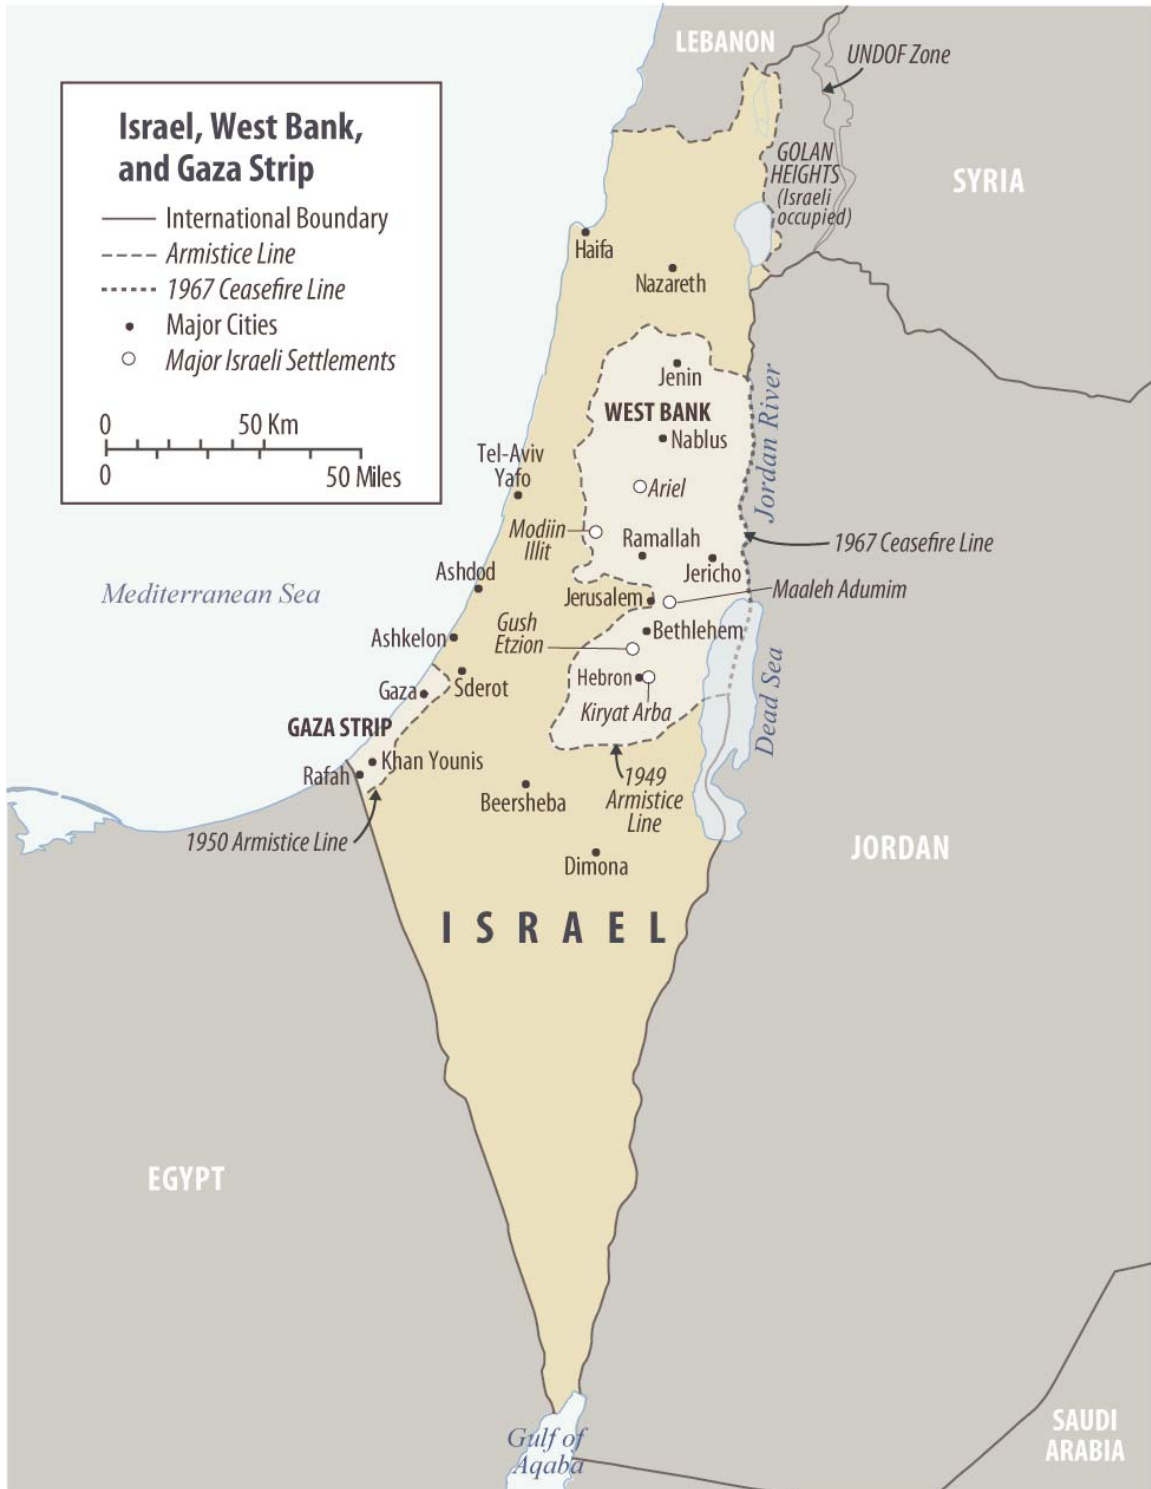 LEBANON
UNDOF Zone
Israel, West Bank,
and Gaza Strip
International Boundary
Armistice Line
1967 Ceasefire Line
Major Cities
Major Israeli Settlements
0 50 Km
0 50 Miles
GOLAN
HEIGHTS
(Israeli
occupied)
SYRIA
Haifa
Nazareth
Jenin
WEST BANK
Nablus
Jordan River
Tel-Aviv
Yafo
Ariel
Modiin
Illit
Ramallah
1967 Ceasefire Line
Jericho
Ashdod
Mediterranean Sea
Jerusalem
Maaleh Adumim
Ashkelon
Gush
Etzion
Bethlehem
Sderot
Hebron
Gaza
Kiryat Arba
Dead Sea
GAZA STRIP
Khan Younis
Rafah
1949
Armistice
Line
Beersheba
1950 Armistice Line
JORDAN
Dimona
ISRAEL
EGYPT
SAUDI
ARABIA
Gulf of
Aqaba